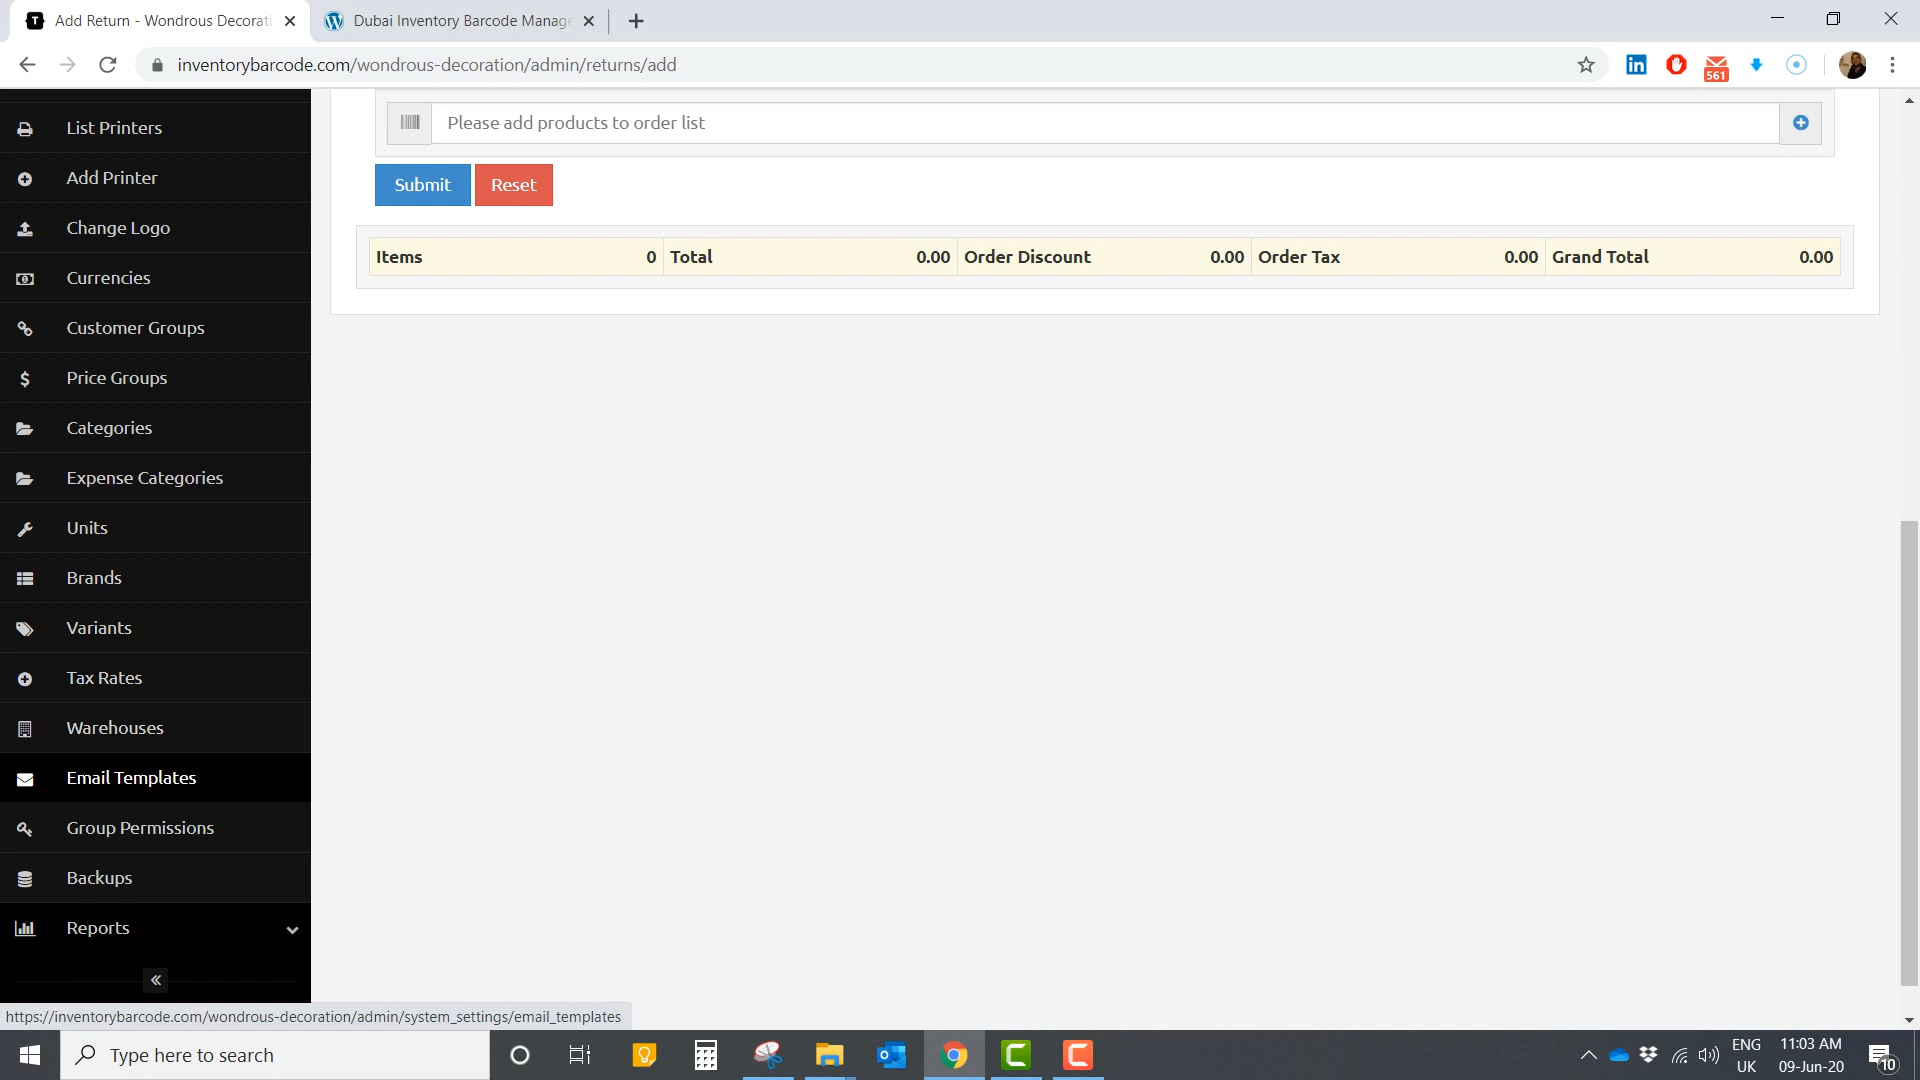 Add Return - Wondrous Decorati
Dubai Inventory Barcode Manage
inventorybarcode.com/wondrous-decoration/admin/returns/add
561
List Printers
Add Printer
Change Logo
Currencies
Customer Groups
Price Groups
Categories
Expense Categories
Units
Brands
Variants
Tax Rates
Warehouses
Email Templates
Group Permissions
Backups
Reports
Please add products to order list
Submit Reset
Items 0 Total 0.00 Order Discount 0.00 Order Tax 0.00 Grand Total 0.00
https://inventorybarcode.com/wondrous-decoration/admin/system_settings/email_templates
Type here to search
ENG
UK
11:03 AM
09-Jun-20
10